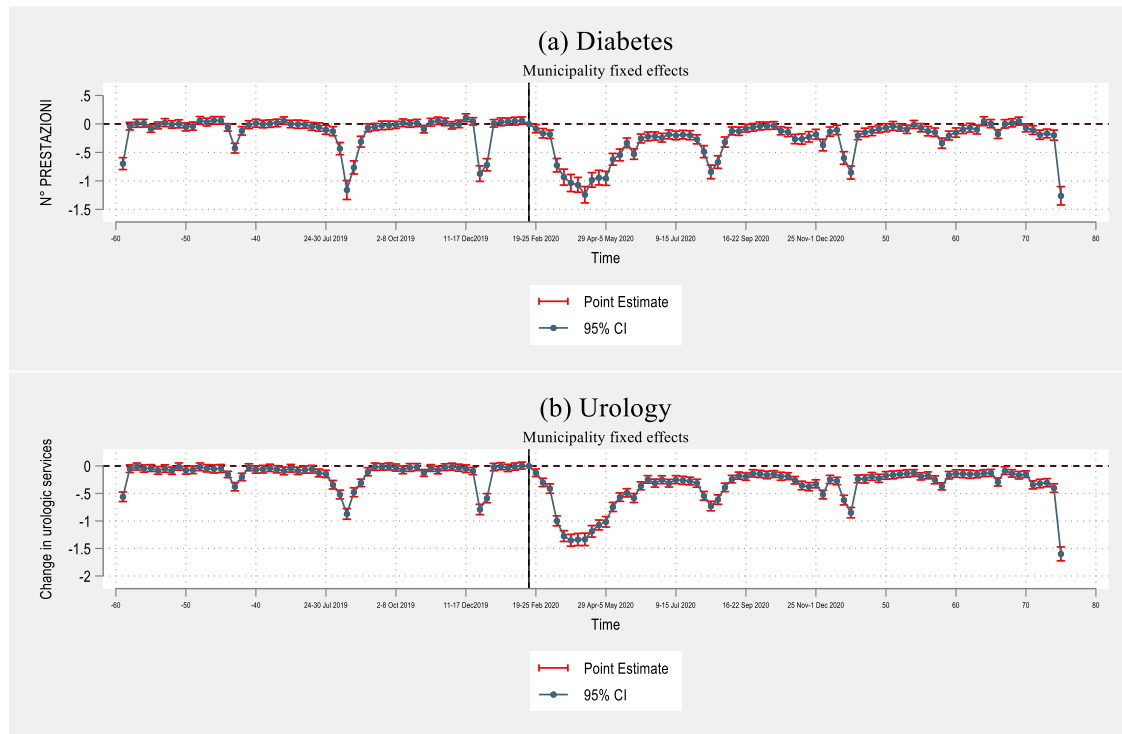 (a) Diabetes
Municipality fixed effects
N° PRESTAZIONI
.5
0
-.5
-1
-1.5
-60 -50 -40 24-30 Jul 2019 2-8 Oct 2019 11-17 Dec2019 19-25 Feb 2020 29 Apr-5 May 2020 9-15 Jul 2020 16-22 Sep 2020 25 Nov-1 Dec 2020 50 60 70 80
Time
Point Estimate
95% CI
(b) Urology
Municipality fixed effects
Change in urologic services
0
-.5
-1
-1.5
-2
-60 -50 -40 24-30 Jul 2019 2-8 Oct 2019 11-17 Dec2019 19-25 Feb 2020 29 Apr-5 May 2020 9-15 Jul 2020 16-22 Sep 2020 25 Nov-1 Dec 2020 50 60 70 80
Time
Point Estimate
95% CI